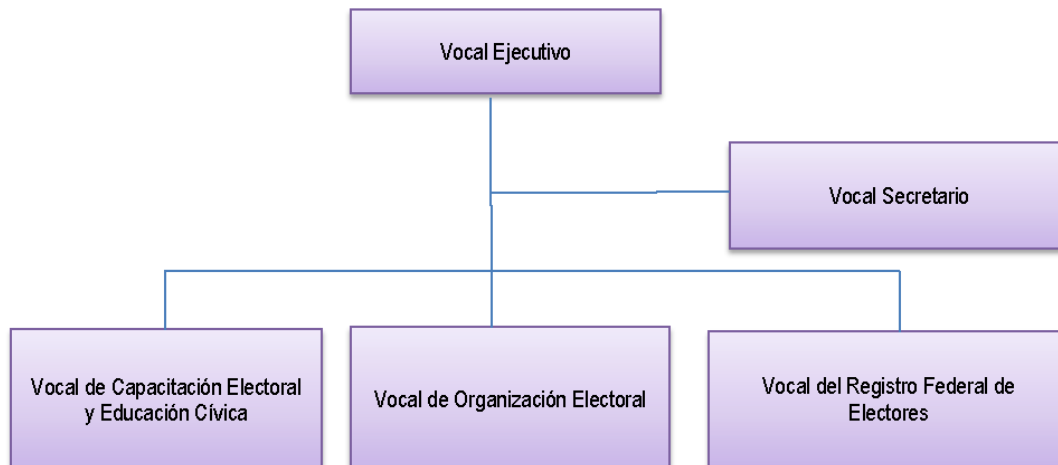 Vocal Ejecutivo
Vocal Secretario
Vocal de Capacitación Electoral
y Educación Cívica
Vocal de Organización Electoral
Vocal del Registro Federal de
Electores